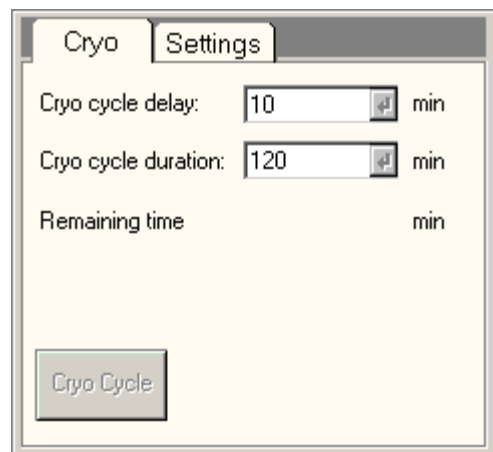 Cryo Settings
Cryo cycle delay: 10 min
Cryo cycle duration: 120 min
Remaining time min
Cryo Cycle